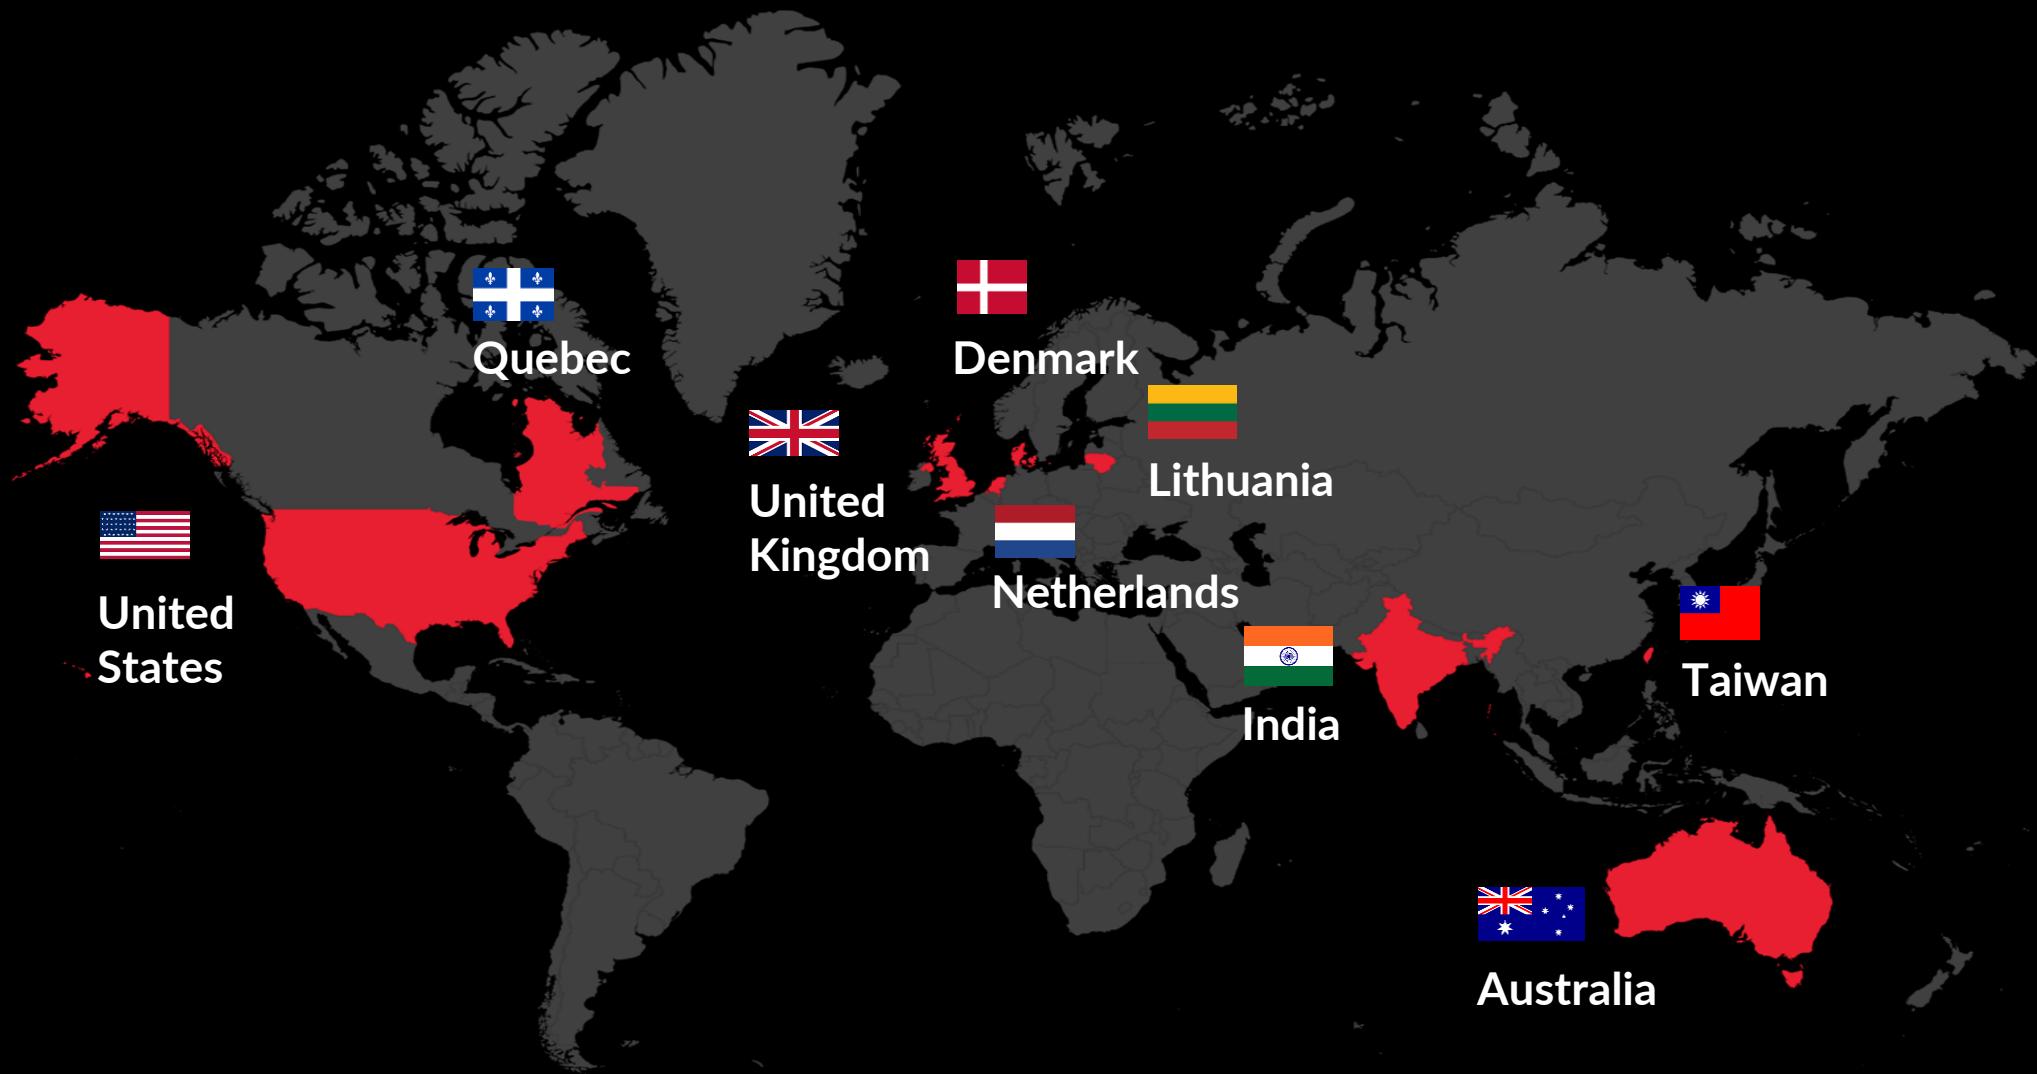 Quebec
Denmark
Lithuania
United
Kingdom
Netherlands
United
States
Taiwan
India
Australia